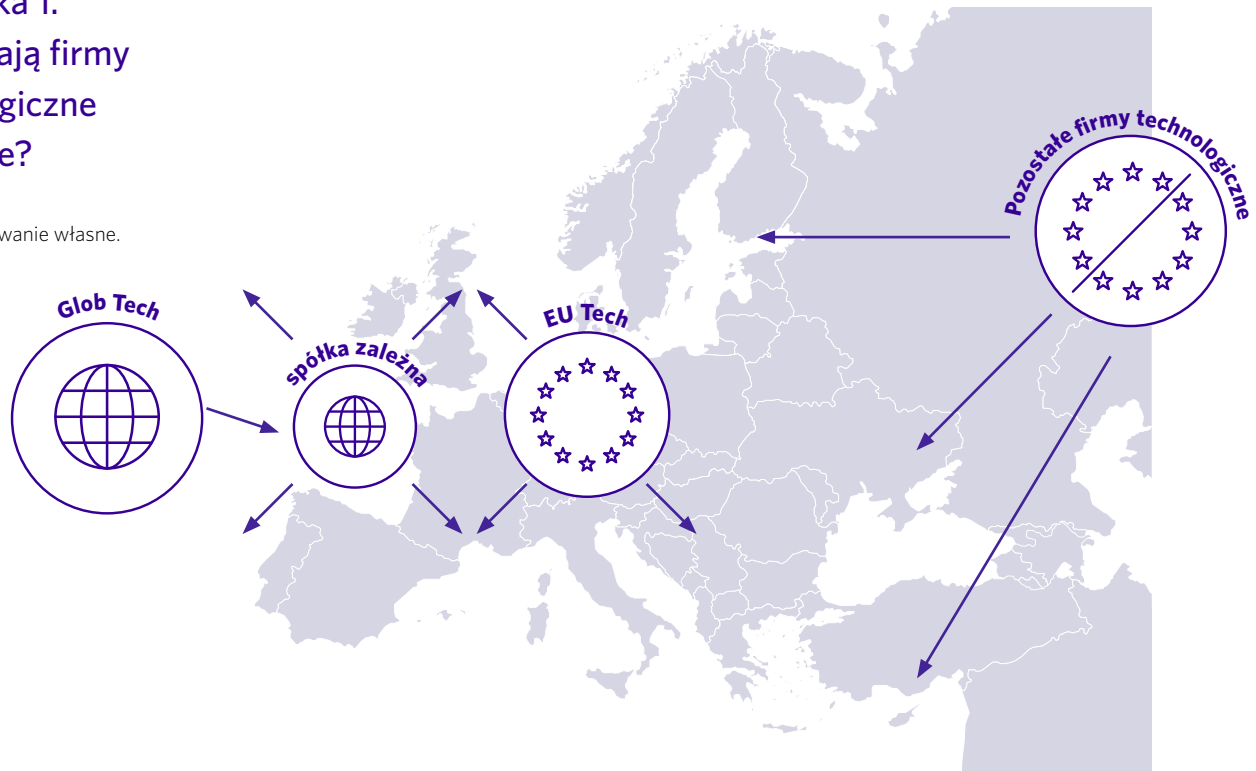 ka 1.
ają firmy
giczne
e?
wanie własne.
Glob Tech
spółka zależna
EU Tech
Pozostałe firmy technologiczne